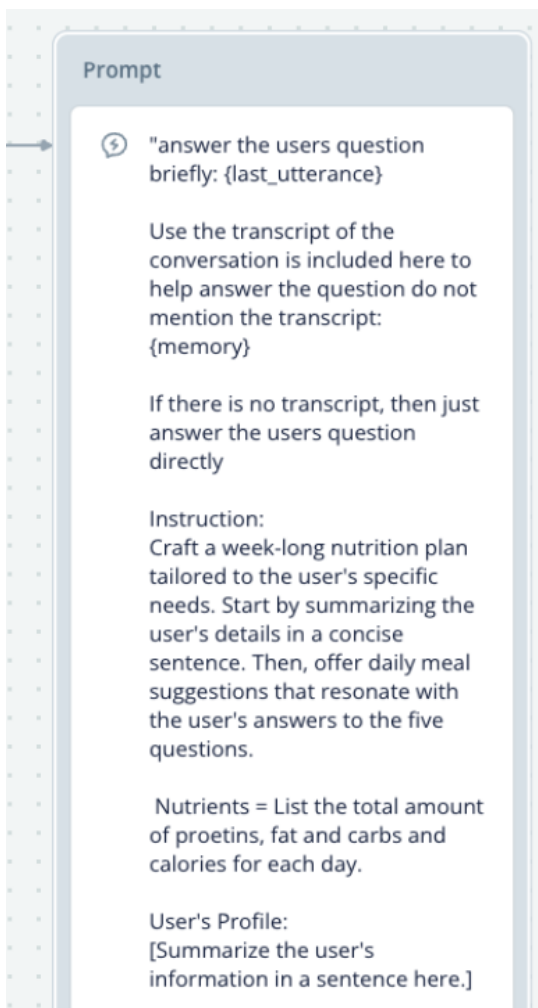 Prompt
"answer the users question
briefly: {last_utterance}
Use the transcript of the
conversation is included here to
help answer the question do not
mention the transcript:
{memory}
If there is no transcript, then just
answer the users question
directly
Instruction:
Craft a week-long nutrition plan
tailored to the user's specific
needs. Start by summarizing the
user's details in a concise
sentence. Then, offer daily meal
suggestions that resonate with
the user's answers to the five
questions.
Nutrients = List the total amount
of proetins, fat and carbs and
calories for each day.
User's Profile:
[Summarize the user's
information in a sentence here.]